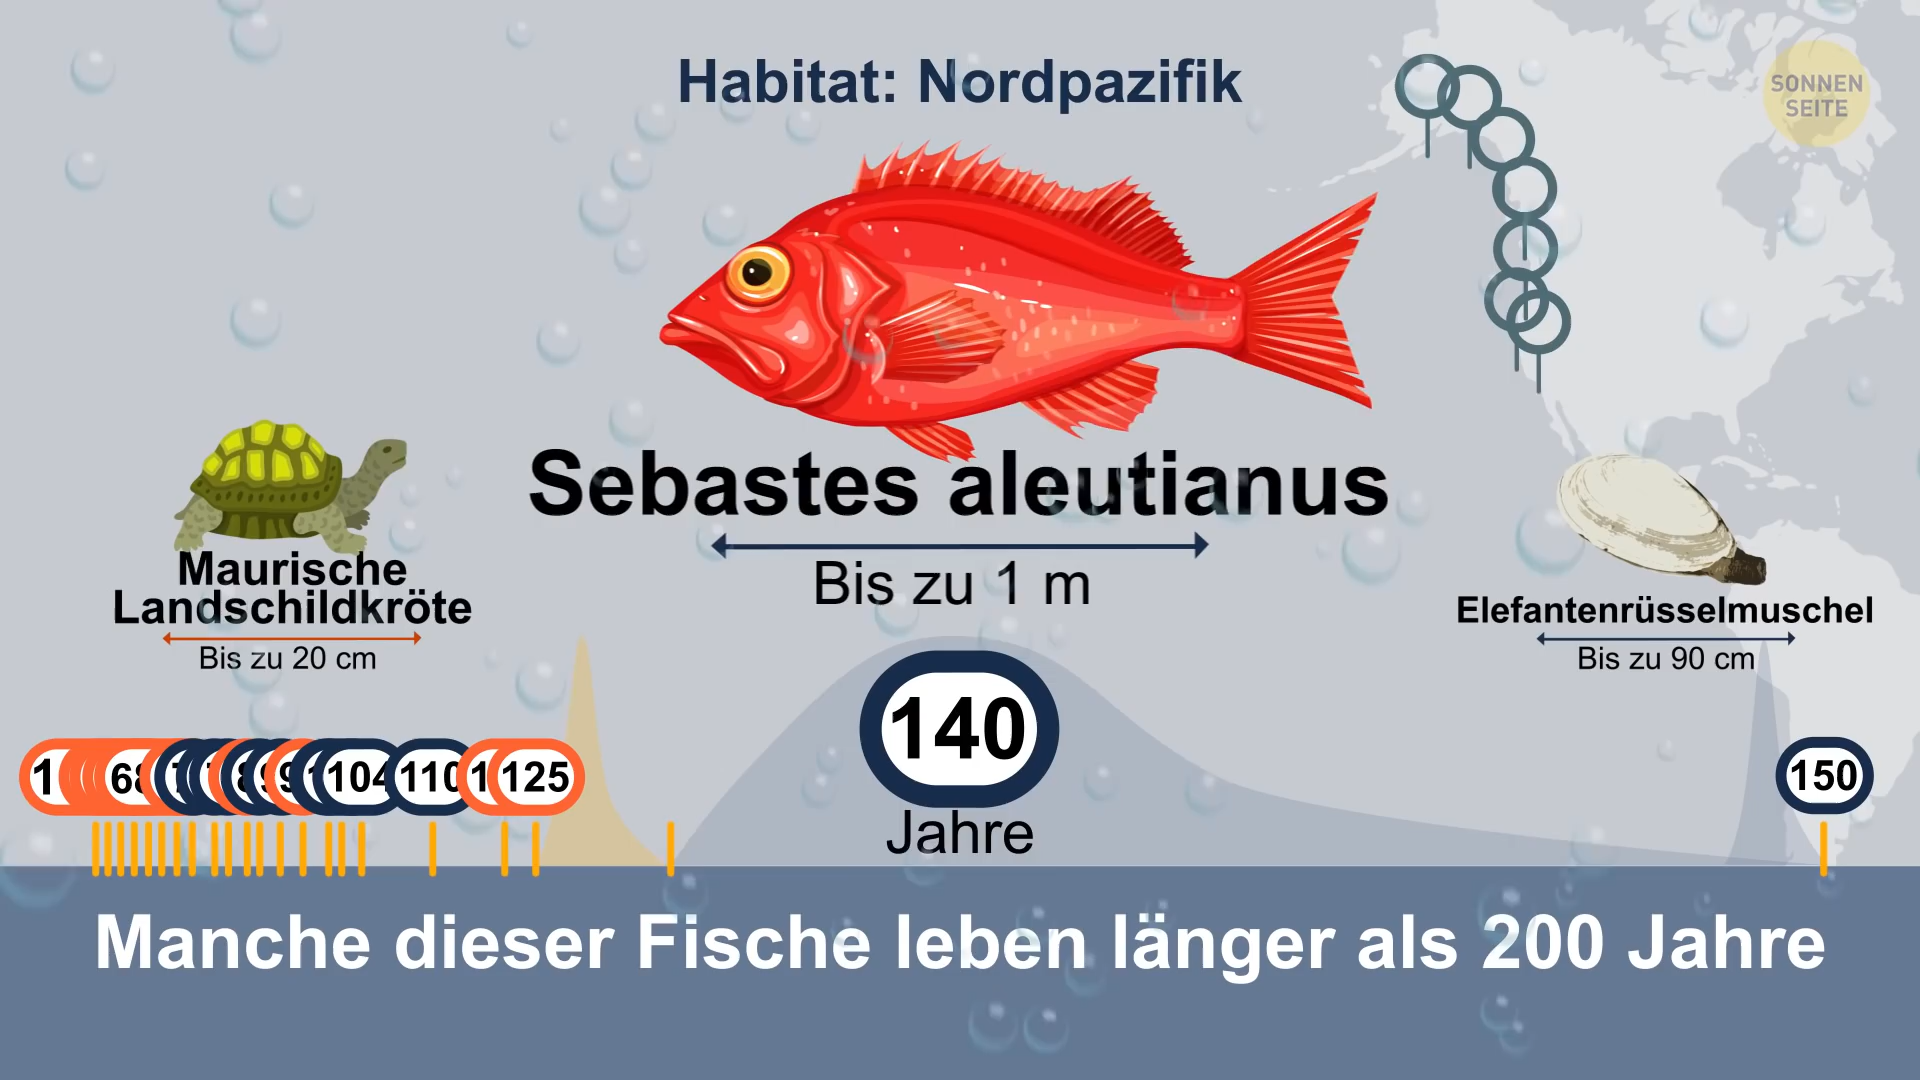 Habitat: Nordpazifik
SONNEN
SEITE
Sebastes aleutianus
Bis zu 1 m
Maurische
Landschildkröte
Bis zu 20 cm
Elefantenrüsselmuschel
Bis zu 90 cm
140
Jahre
104
110
125
150
Manche dieser Fische leben länger als 200 Jahre